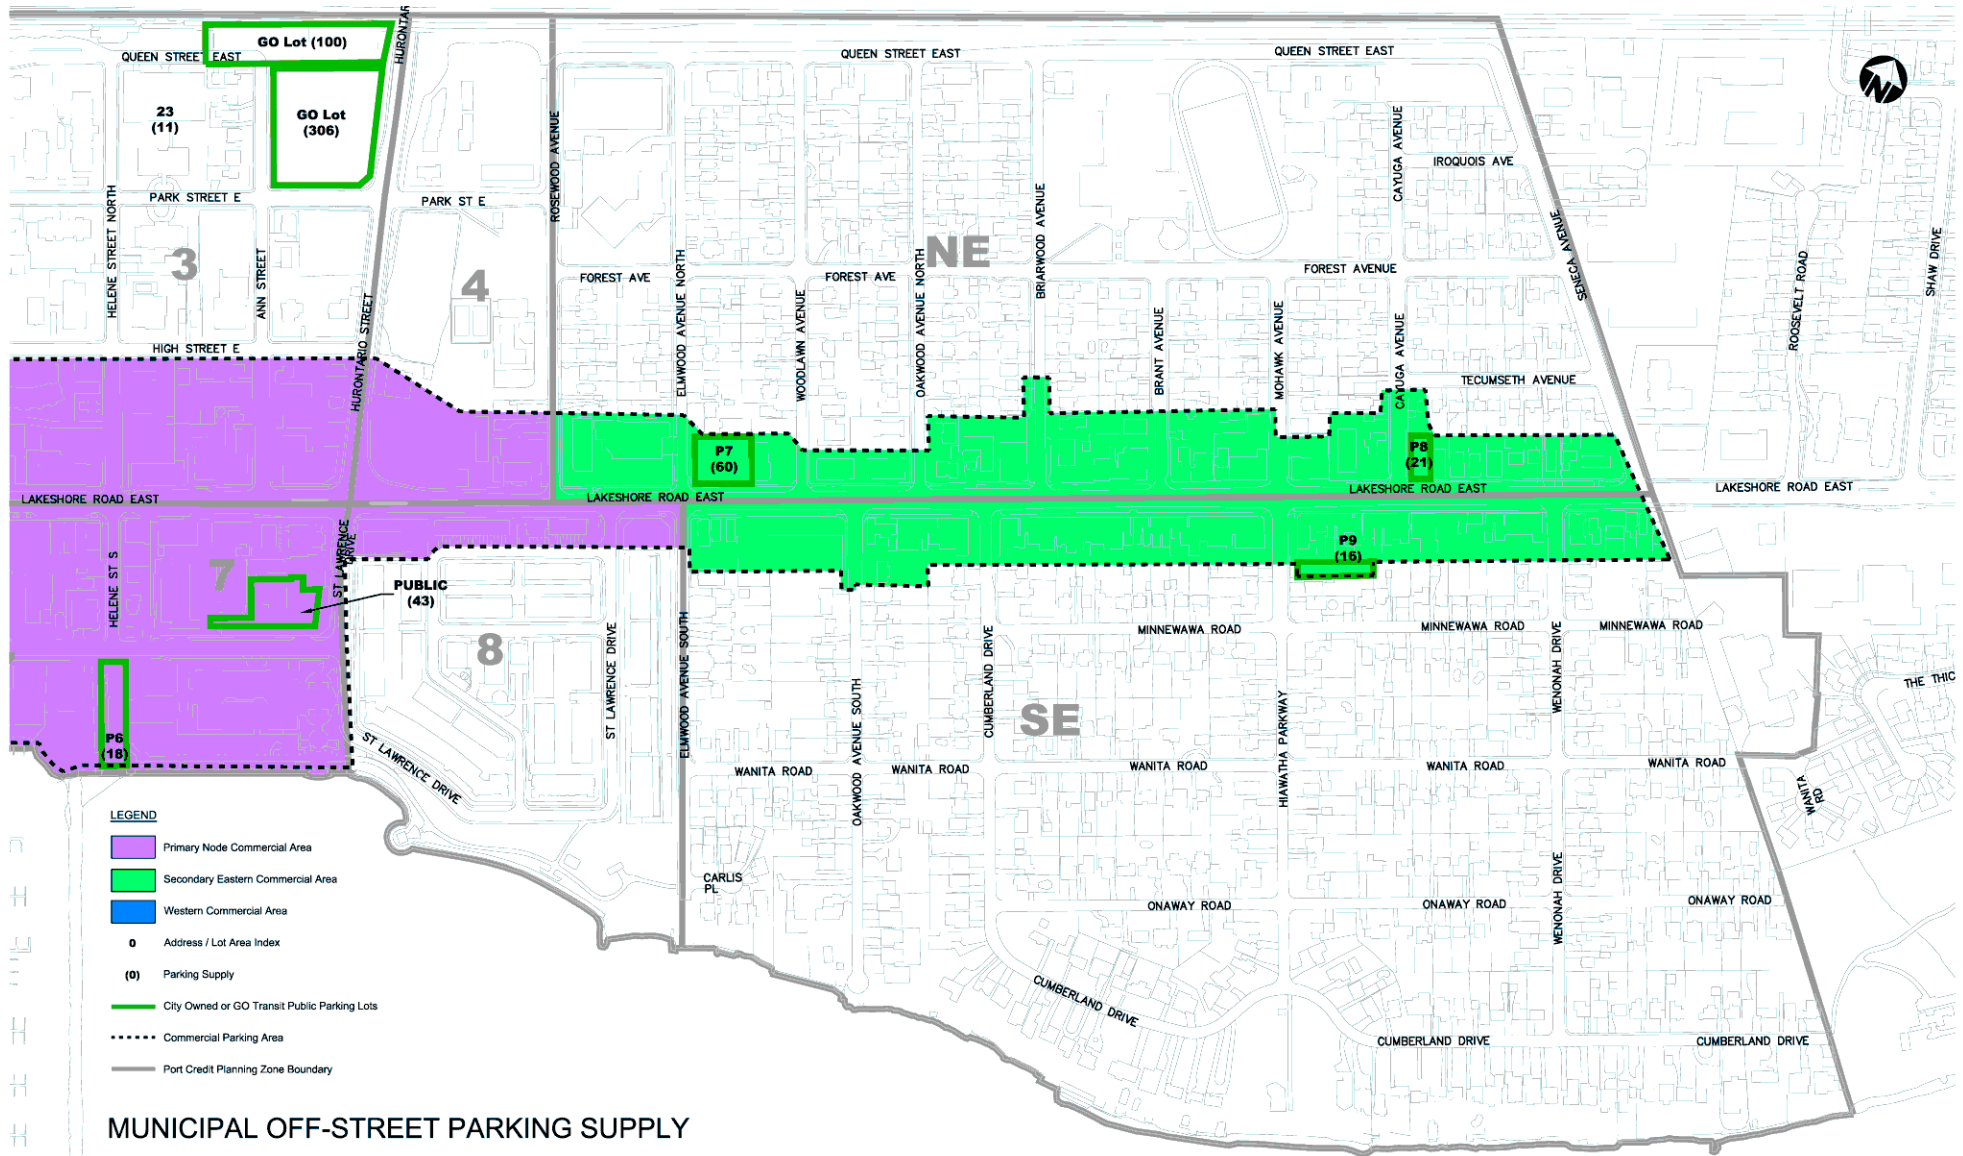 GO Lot (100)
HURONTAR
QUEEN STREET EAST
QUEEN STREET EAST
QUEEN STREET EAST
N
23
(11)
GO Lot
(306)
ROSEWOOD AVENUE
CAYUGA AVENUE
IROQUOIS AVE
PARK STREET E
PARK ST E
HELENE STREET NORTH
3
ANN STREET
4
NE
BRIARWOOD AVENUE
SENECA AVENUE
ROOSEVELT ROAD
SHAW DRIVE
FOREST AVE
FOREST AVE
FOREST AVENUE
ELMWOOD AVENUE NORTH
WOODLAWN AVENUE
OAKWOOD AVENUE NORTH
BRANT AVENUE
MOHAWK AVENUE
CAYUGA AVENUE
HIGH STREET E
HURONTARIO STREET
TECUMSETH AVENUE
P7
(60)
P8
(21)
LAKESHORE ROAD EAST
LAKESHORE ROAD EAST
LAKESHORE ROAD EAST
LAKESHORE ROAD EAST
HELENE ST S
7
ST LAWRENCE
DRIVE
PUBLIC
(43)
P9
(16)
8
ST LAWRENCE DRIVE
ELMWOOD AVENUE SOUTH
OAKWOOD AVENUE SOUTH
CUMBERLAND DRIVE
SE
MINNEWAWA ROAD
MINNEWAWA ROAD
MINNEWAWA ROAD
HIAWATHA PARKWAY
WENONAH DRIVE
THE THIC
P6
(18)
ST LAWRENCE DRIVE
WANITA ROAD
WANITA ROAD
WANITA ROAD
WANITA ROAD
WANITA ROAD
WANITA
RD
CARLIS
PL
ONAWAY ROAD
ONAWAY ROAD
ONAWAY ROAD
WENONAH DRIVE
CUMBERLAND DRIVE
CUMBERLAND DRIVE
CUMBERLAND DRIVE
LEGEND
Primary Node Commercial Area
Secondary Eastern Commercial Area
Western Commercial Area
0 Address / Lot Area Index
(0) Parking Supply
City Owned or GO Transit Public Parking Lots
Commercial Parking Area
Port Credit Planning Zone Boundary
MUNICIPAL OFF-STREET PARKING SUPPLY